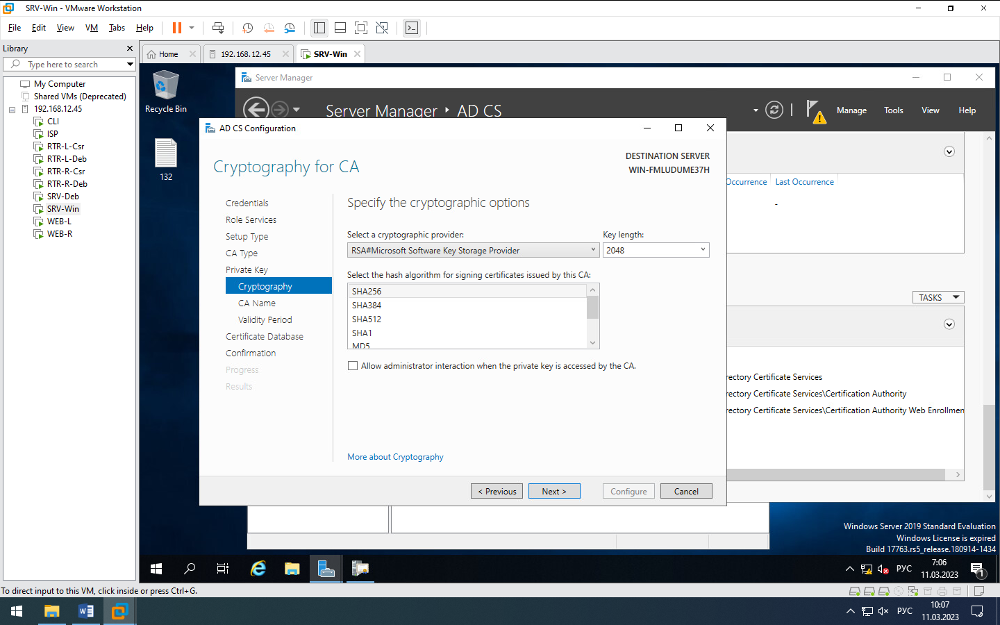 SRV-Win - VMware Workstation
File Edit View VM Tabs Help
Library
Type here to search
My Computer
Shared VMs (Deprecated)
192.168.12.45
CLI
ISP
RTR-L-Csr
RTR-L-Deb
RTR-R-Csr
RTR-R-Deb
SRV-Deb
SRV-Win
WEB-L
WEB-R
Home
192.168.12.45
SRV-Win
Recycle Bin
132
Server Manager
Server Manager AD CS
Manage Tools View Help
Occurrence Last Occurrence
-
TASKS
rectory Certificate Services
rectory Certificate Services\Certification Authority
rectory Certificate Services\Certification Authority Web Enrollmen
AD CS Configuration
Cryptography for CA
DESTINATION SERVER
WIN-FMLUDUME37H
Credentials
Role Services
Setup Type
CA Type
Private Key
Cryptography
CA Name
Validity Period
Certificate Database
Confirmation
Progress
Results
Specify the cryptographic options
Select a cryptographic provider:
Key length:
RSA#Microsoft Software Key Storage Provider
2048
Select the hash algorithm for signing certificates issued by this CA:
SHA256
SHA384
SHA512
SHA1
MD5
Allow administrator interaction when the private key is accessed by the CA.
More about Cryptography
< Previous
Next >
Configure
Cancel
Windows Server 2019 Standard Evaluation
Windows License is expired
Build 17763.rs5_release.180914-1434
РУС
7:06
11.03.2023
1
To direct input to this VM, click inside or press Ctrl+G.
РУС
10:07
11.03.2023